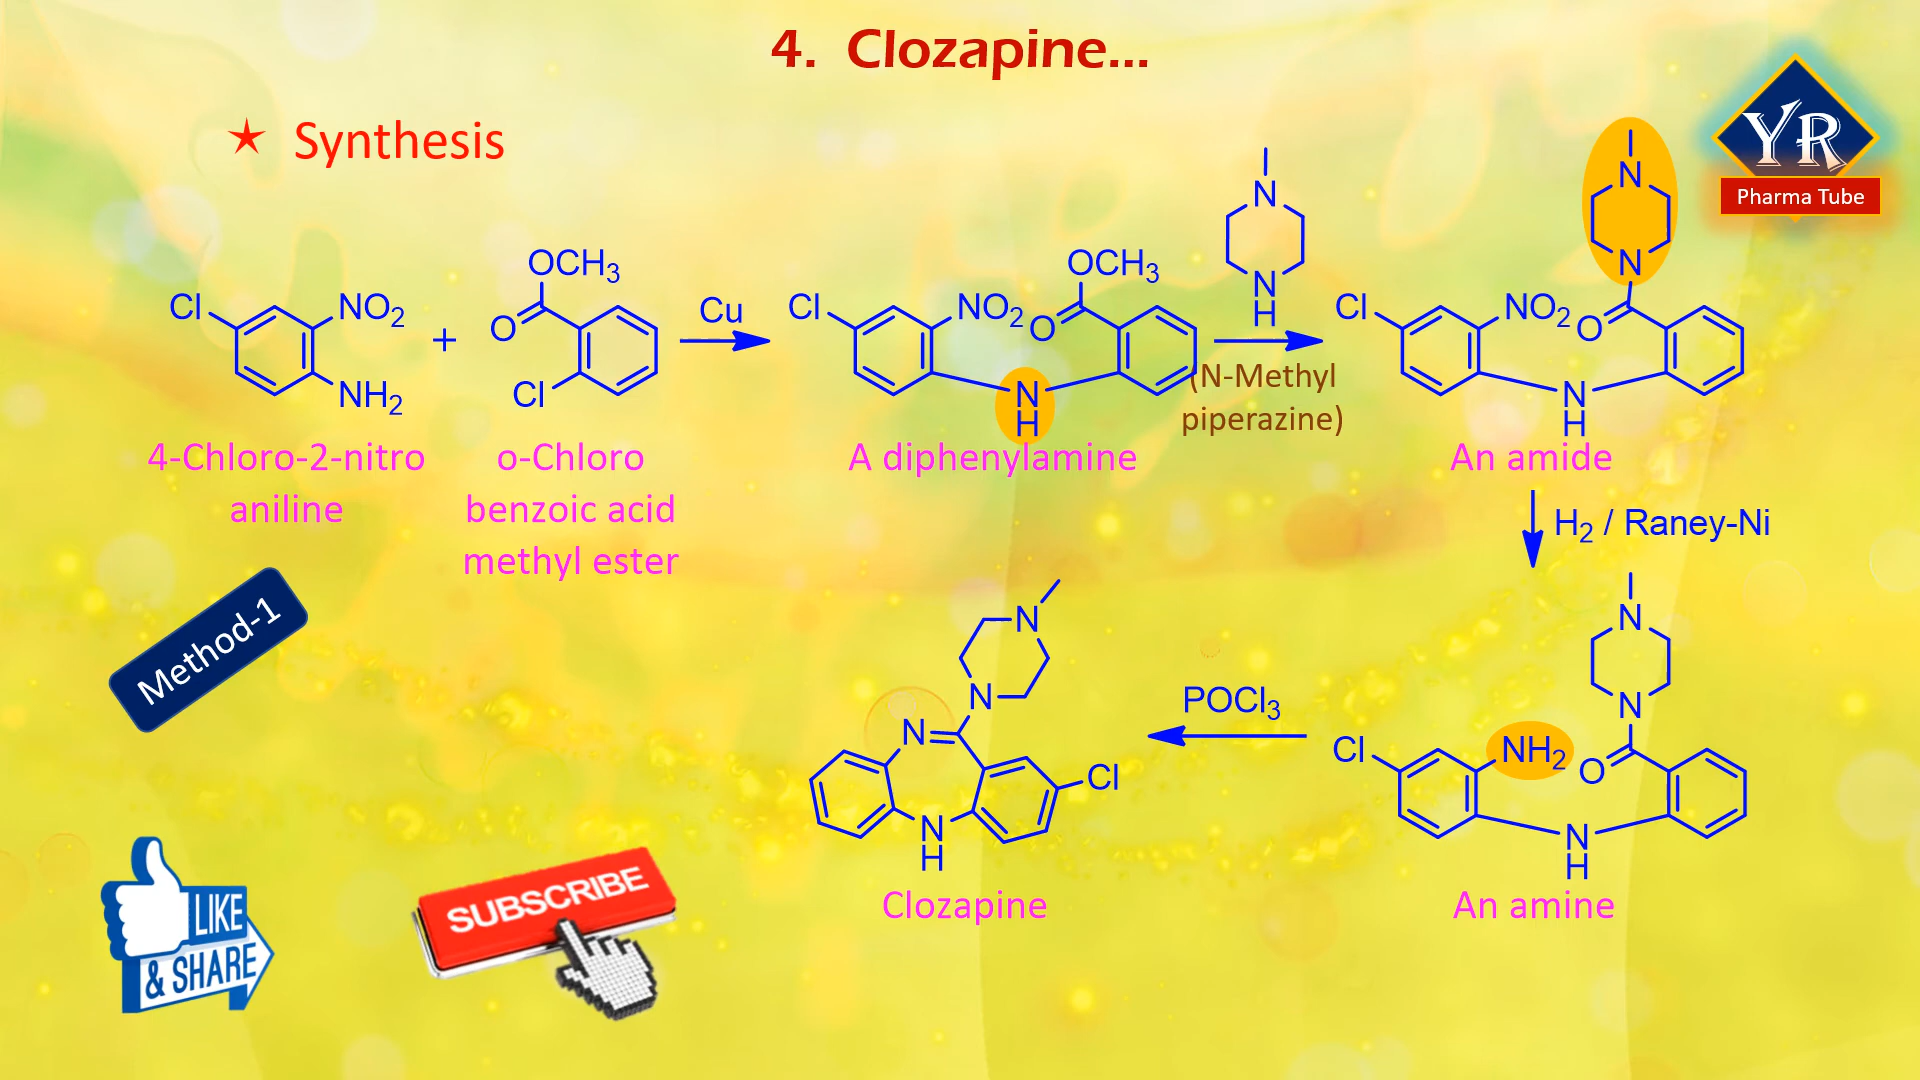 4. Clozapine...
YR
Pharma Tube
★ Synthesis
N
N
H
N
N
OCH3
O
Cl
Cl
NO2
NH2
+
Cu
Cl
NO2
OCH3
O
N
H
(N-Methyl
piperazine)
Cl
NO2
O
N
H
4-Chloro-2-nitro
aniline
o-Chloro
benzoic acid
methyl ester
A diphenylamine
An amide
H2 / Raney-Ni
Method-1
N
N
N
Cl
N
H
POCl3
N
N
Cl
NH2
O
N
H
Clozapine
An amine
LIKE
& SHARE
SUBSCRIBE